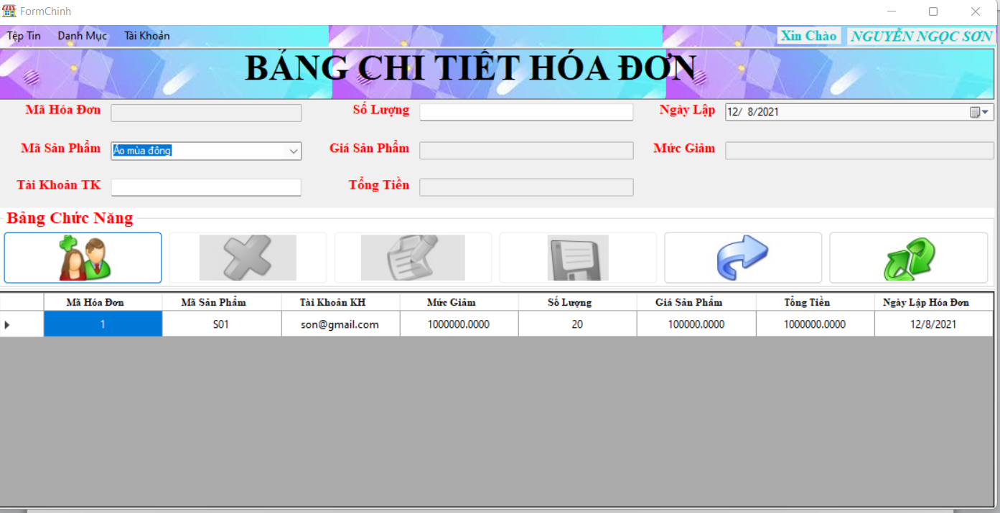 FormChinh
Tệp Tin Danh Mục Tài Khoản Xin Chào NGUYỄN NGỌC SƠN
BẢNG CHI TIẾT HÓA ĐƠN
Mã Hóa Đơn Số Lượng Ngày Lập 12/ 8/2021
Mã Sản Phẩm Áo mùa đông Giá Sản Phẩm Mức Giảm
Tài Khoản TK Tổng Tiền
Bảng Chức Năng
Mã Hóa Đơn Mã Sản Phẩm Tài Khoản KH Mức Giảm Số Lượng Giá Sản Phẩm Tổng Tiền Ngày Lập Hóa Đơn
1 S01 son@gmail.com 1000000.0000 20 100000.0000 1000000.0000 12/8/2021